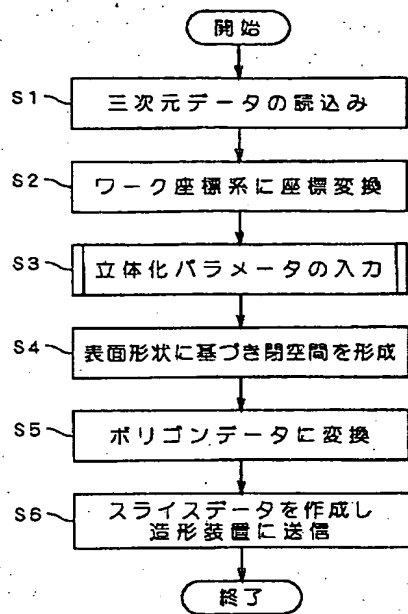 開始
S1
三次元データの読込み
S2
ワーク座標系に座標変換
S3
立体化パラメータの入力
S4
表面形状に基づき閉空間を形成
S5
ポリゴンデータに変換
S6
スライスデータを作成し
造形装置に送信
終了